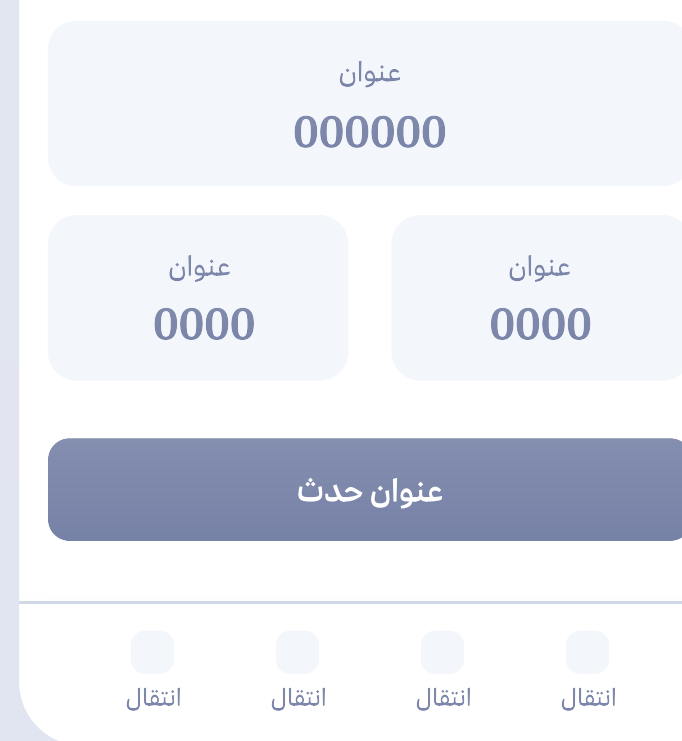 عنوان
000000
عنوان عنوان
0000 0000
عنوان حدث
انتقال انتقال انتقال انتقال